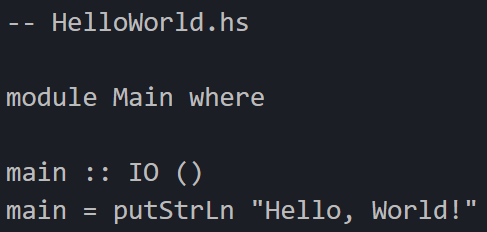 -- HelloWorld.hs
module Main where
main :: IO ()
main = putStrLn "Hello, World!"